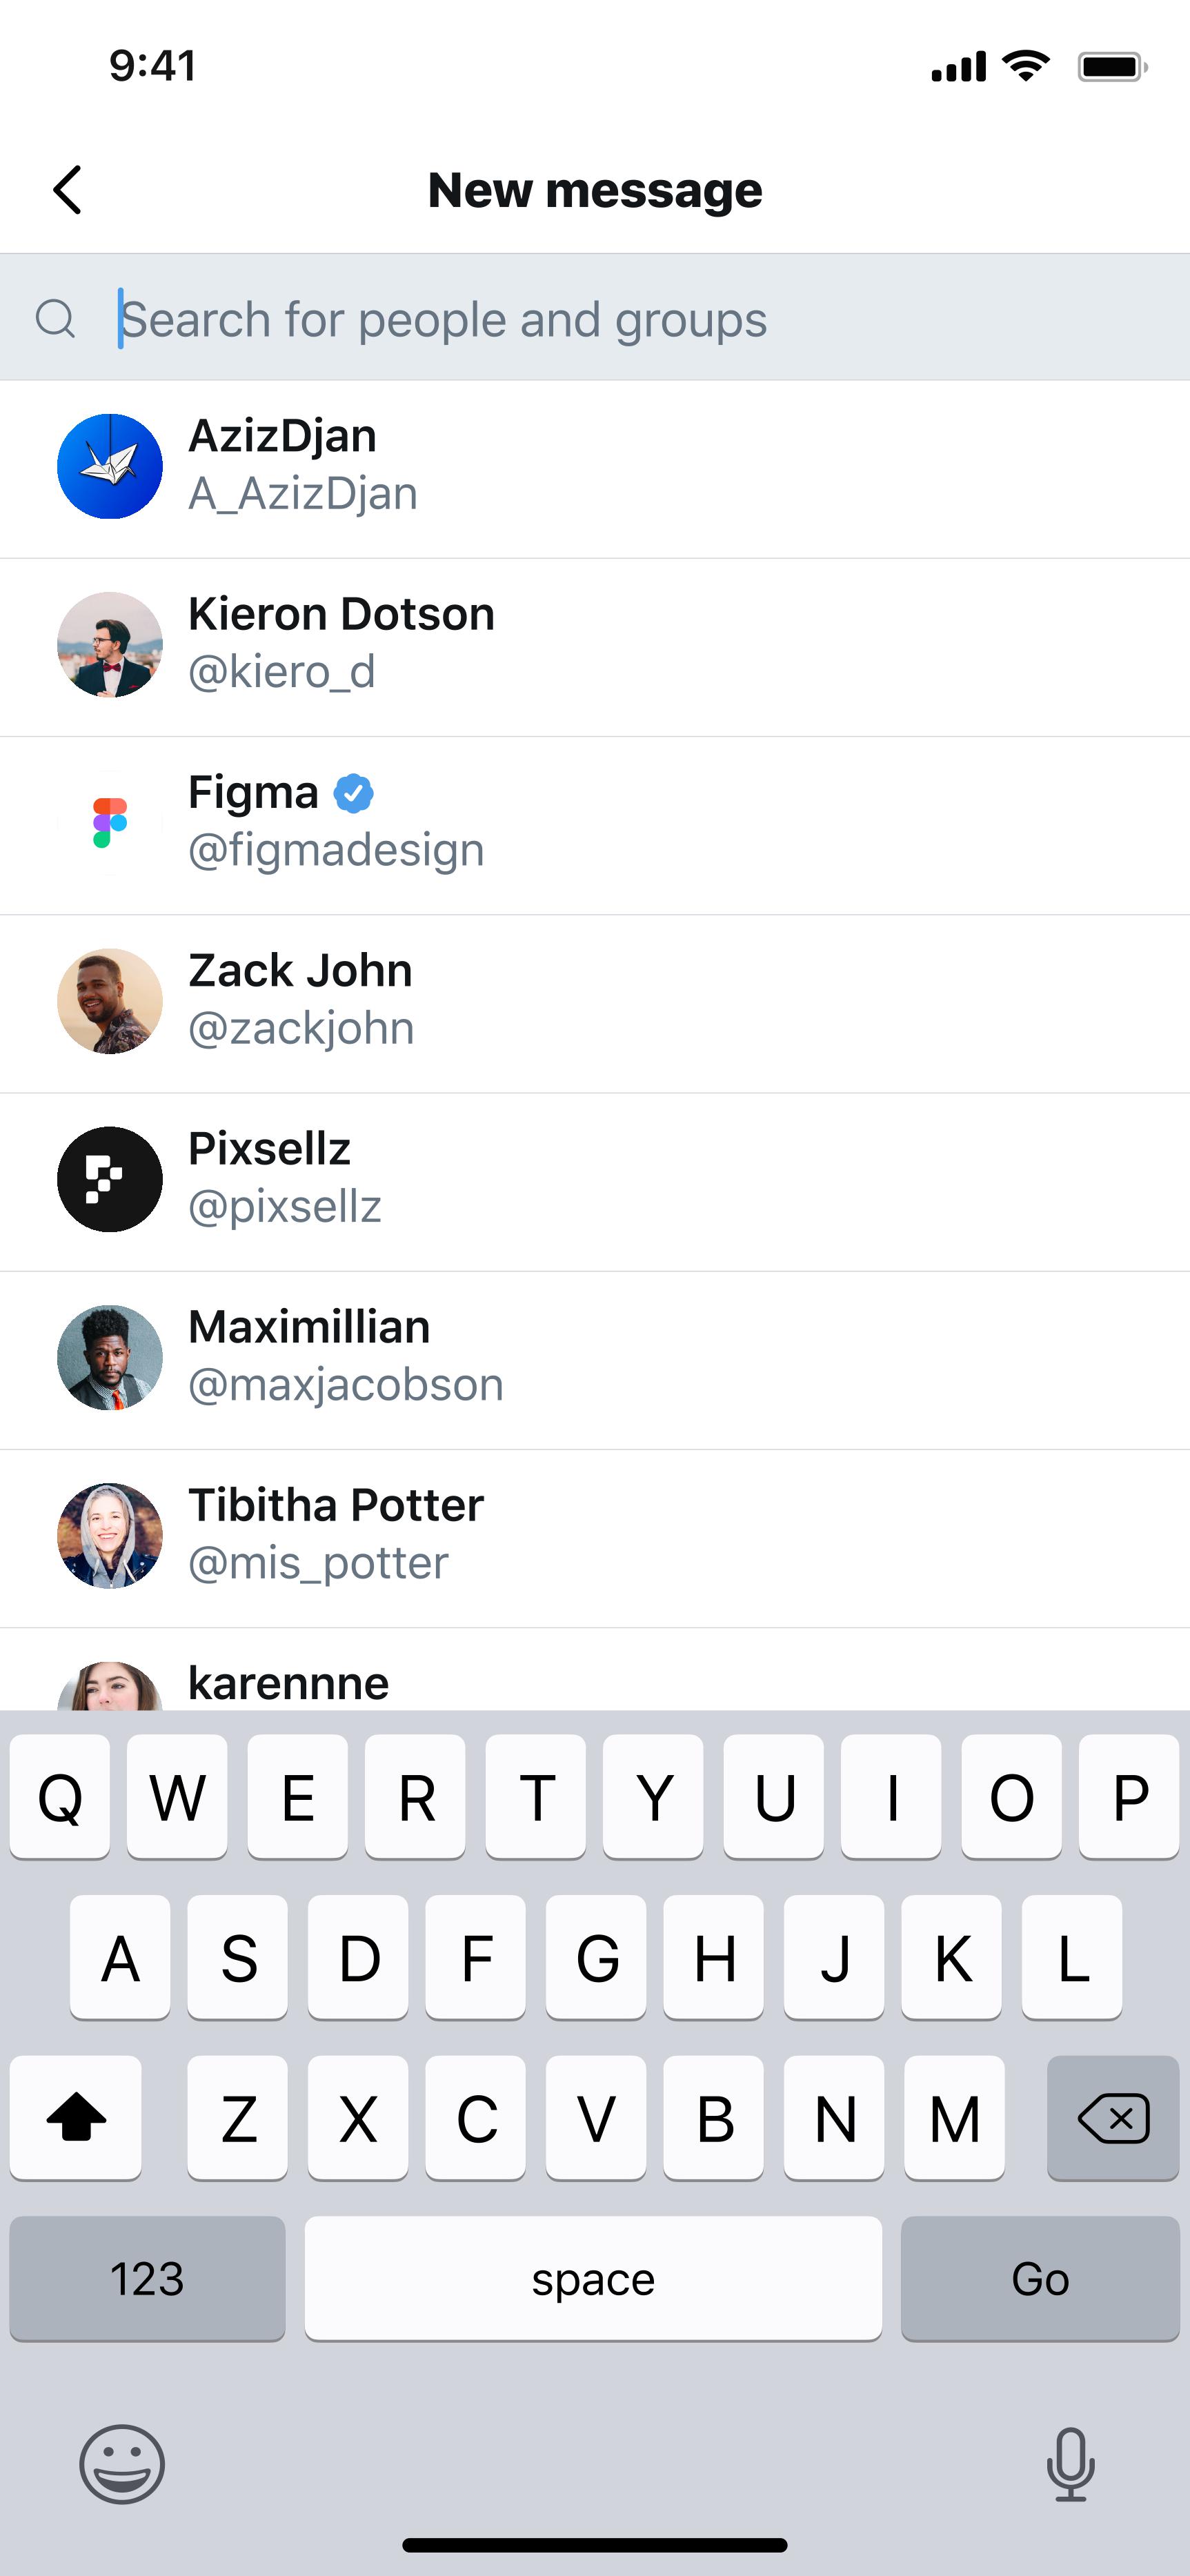 9:41
New message
Search for people and groups
AzizDjan
A_AzizDjan
Kieron Dotson
@kiero_d
Figma
@figmadesign
Zack John
@zackjohn
Pixsellz
@pixsellz
Maximillian
@maxjacobson
Tibitha Potter
@mis_potter
karennne
Q W E R T Y U I O P
A S D F G H J K L
Z X C V B N M
123 space Go